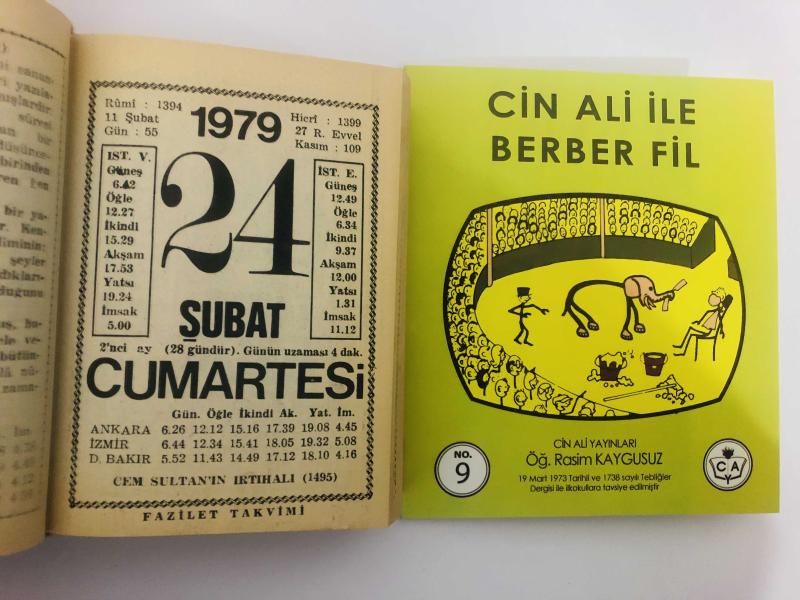 Rûmî : 1394
11 Şubat
Gün : 55
1979
Hicrî : 1399
27 R. Evvel
Kasım : 109
IST. V.
Güneş
6.42
Öğle
12.27
İkindi
15.29
Akşam
17.53
Yatsı
19.24
İmsak
5.00
24
İST. E.
Güneş
12.49
Öğle
6.34
İkindi
9.37
Akşam
12.00
Yatsı
1.31
İmsak
11.12
ŞUBAT
2'nci ay (28 gündür). Günün uzaması 4 dak.
CUMARTESİ
Gün. Öğle İkindi Ak. Yat. İm.
ANKARA 6.26 12.12 15.16 17.39 19.08 4.45
İZMİR 6.44 12.34 15.41 18.05 19.32 5.08
D. BAKIR 5.52 11.43 14.49 17.12 18.10 4.16
CEM SULTAN'IN IRTIHALI (1495)
FAZİLET TAKVİMİ
CİN ALİ İLE
BERBER FİL
CİN ALİ YAYINLARI
Öğ. Rasim KAYGUSUZ
19 Mart 1973 Tarihli ve 1738 sayılı Tebliğler
Dergisi ile ilkokullara tavsiye edilmiştir
NO.
9
C A